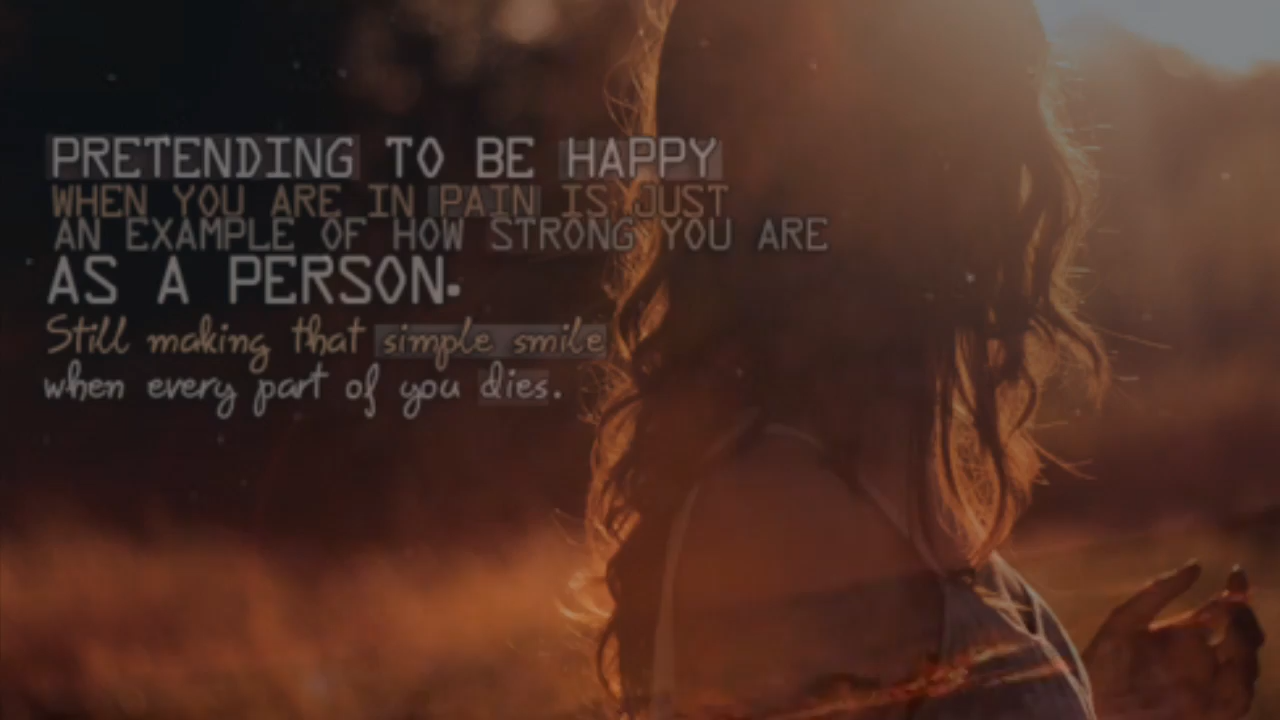 PRETENDING TO BE HAPPY
WHEN YOU ARE IN PAIN IS JUST
AN EXAMPLE OF HOW STRONG YOU ARE
AS A PERSON.
Still making that simple smile
when every part of you dies.